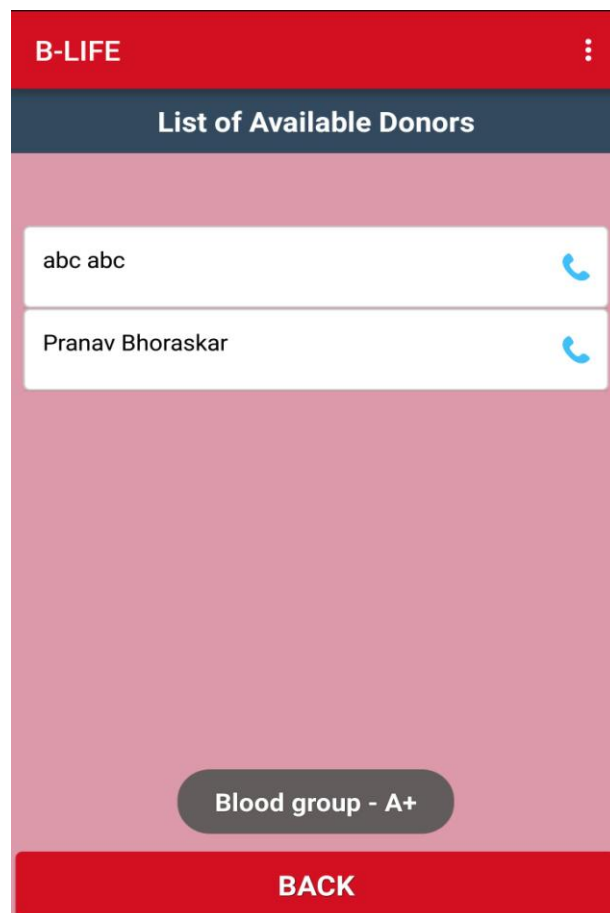 B-LIFE
List of Available Donors
abc abc
Pranav Bhoraskar
Blood group - A+
BACK